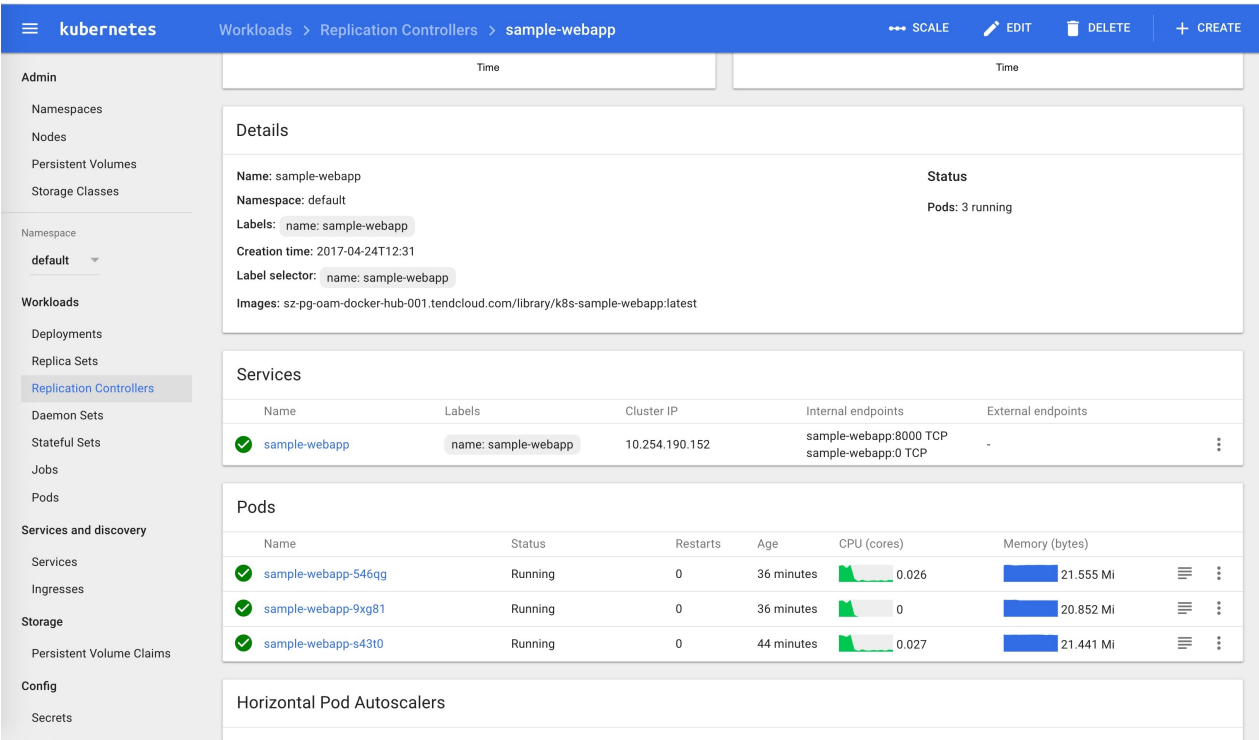 kubernetes
Workloads > Replication Controllers > sample-webapp
SCALE
EDIT
DELETE
+ CREATE
Admin
Namespaces
Nodes
Persistent Volumes
Storage Classes
Namespace
default
Workloads
Deployments
Replica Sets
Replication Controllers
Daemon Sets
Stateful Sets
Jobs
Pods
Services and discovery
Services
Ingresses
Storage
Persistent Volume Claims
Config
Secrets
Time
Time
Details
Name: sample-webapp
Namespace: default
Labels: name: sample-webapp
Creation time: 2017-04-24T12:31
Label selector: name: sample-webapp
Images: sz-pg-oam-docker-hub-001.tendcloud.com/library/k8s-sample-webapp:latest
Status
Pods: 3 running
Services
Name Labels Cluster IP Internal endpoints External endpoints
sample-webapp name: sample-webapp 10.254.190.152 sample-webapp:8000 TCP -
sample-webapp:0 TCP
Pods
Name Status Restarts Age CPU (cores) Memory (bytes)
sample-webapp-546qg Running 0 36 minutes 0.026 21.555 Mi
sample-webapp-9xg81 Running 0 36 minutes 0 20.852 Mi
sample-webapp-s43t0 Running 0 44 minutes 0.027 21.441 Mi
Horizontal Pod Autoscalers